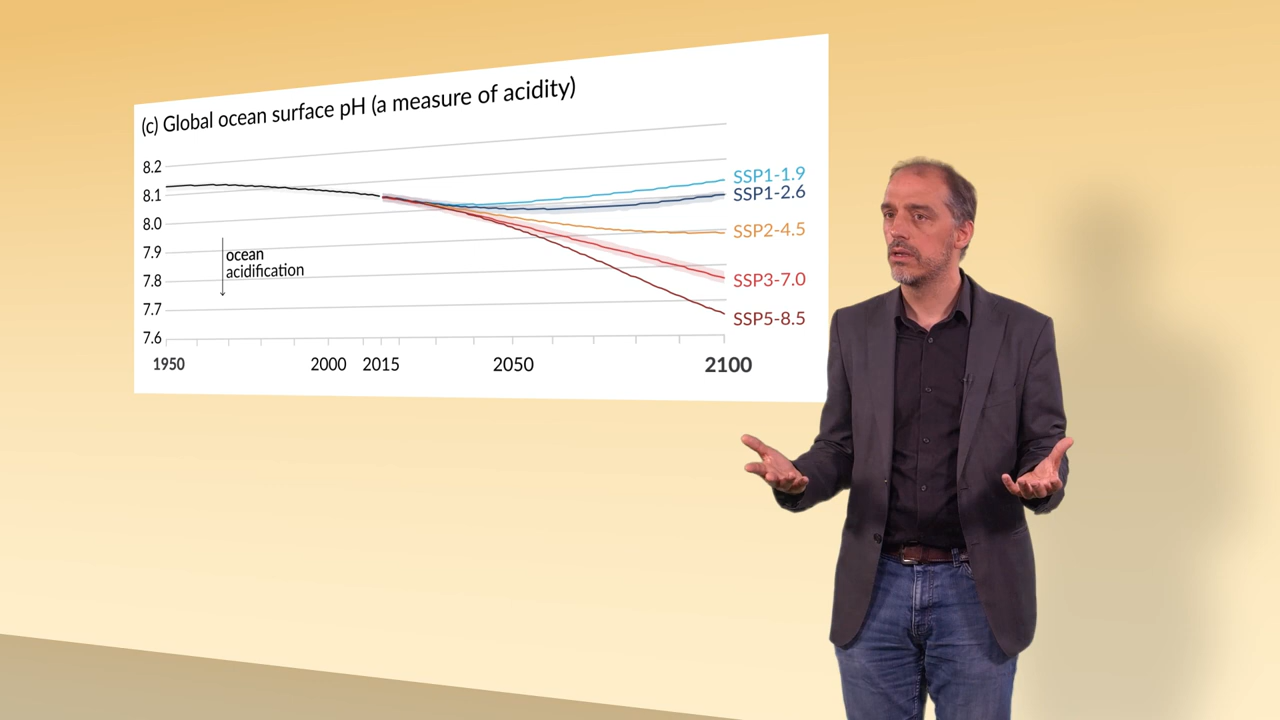 (c) Global ocean surface pH (a measure of acidity)
8.2
8.1
8.0
7.9
7.8
7.7
7.6
ocean
acidification
SSP1-1.9
SSP1-2.6
SSP2-4.5
SSP3-7.0
SSP5-8.5
1950 2000 2015 2050 2100